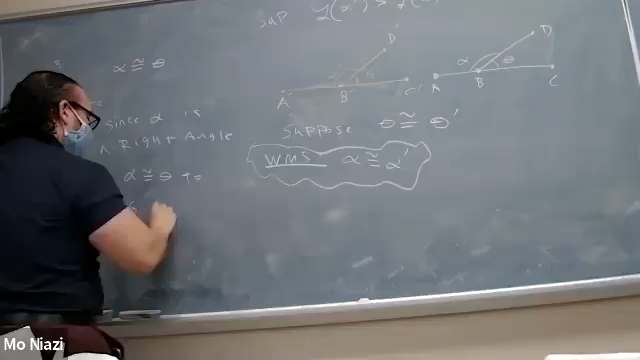 α ≅ θ
since α is
A Right Angle
α ≅ θ to
Sup
D'
α' θ'
A' B' C'
D
α θ
A B C
Suppose θ ≅ θ'
WMS α ≅ α'
Mo Niazi